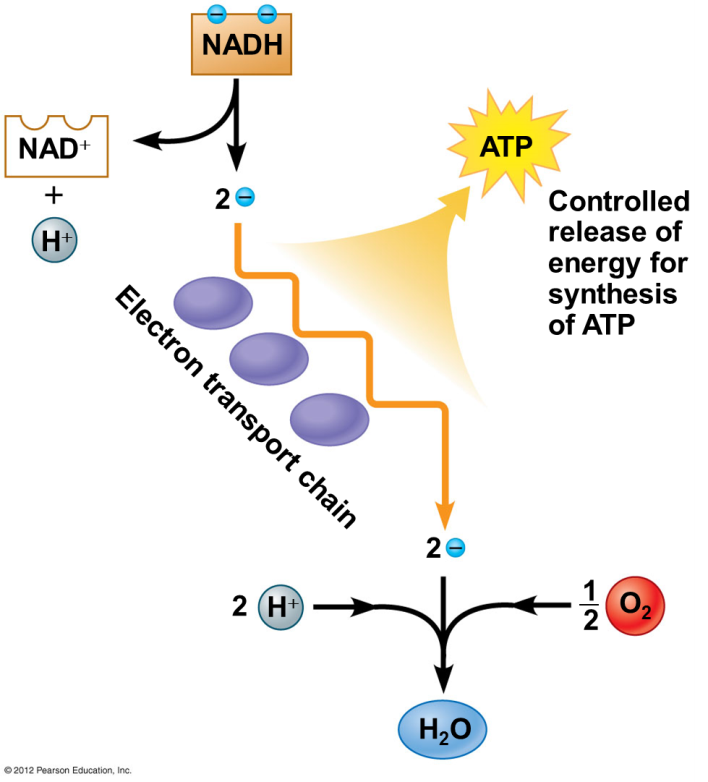 NADH
NAD+
+
H+
2 −
ATP
Controlled
release of
energy for
synthesis
of ATP
Electron transport chain
2 −
2 H+
1/2 O2
H2O
© 2012 Pearson Education, Inc.